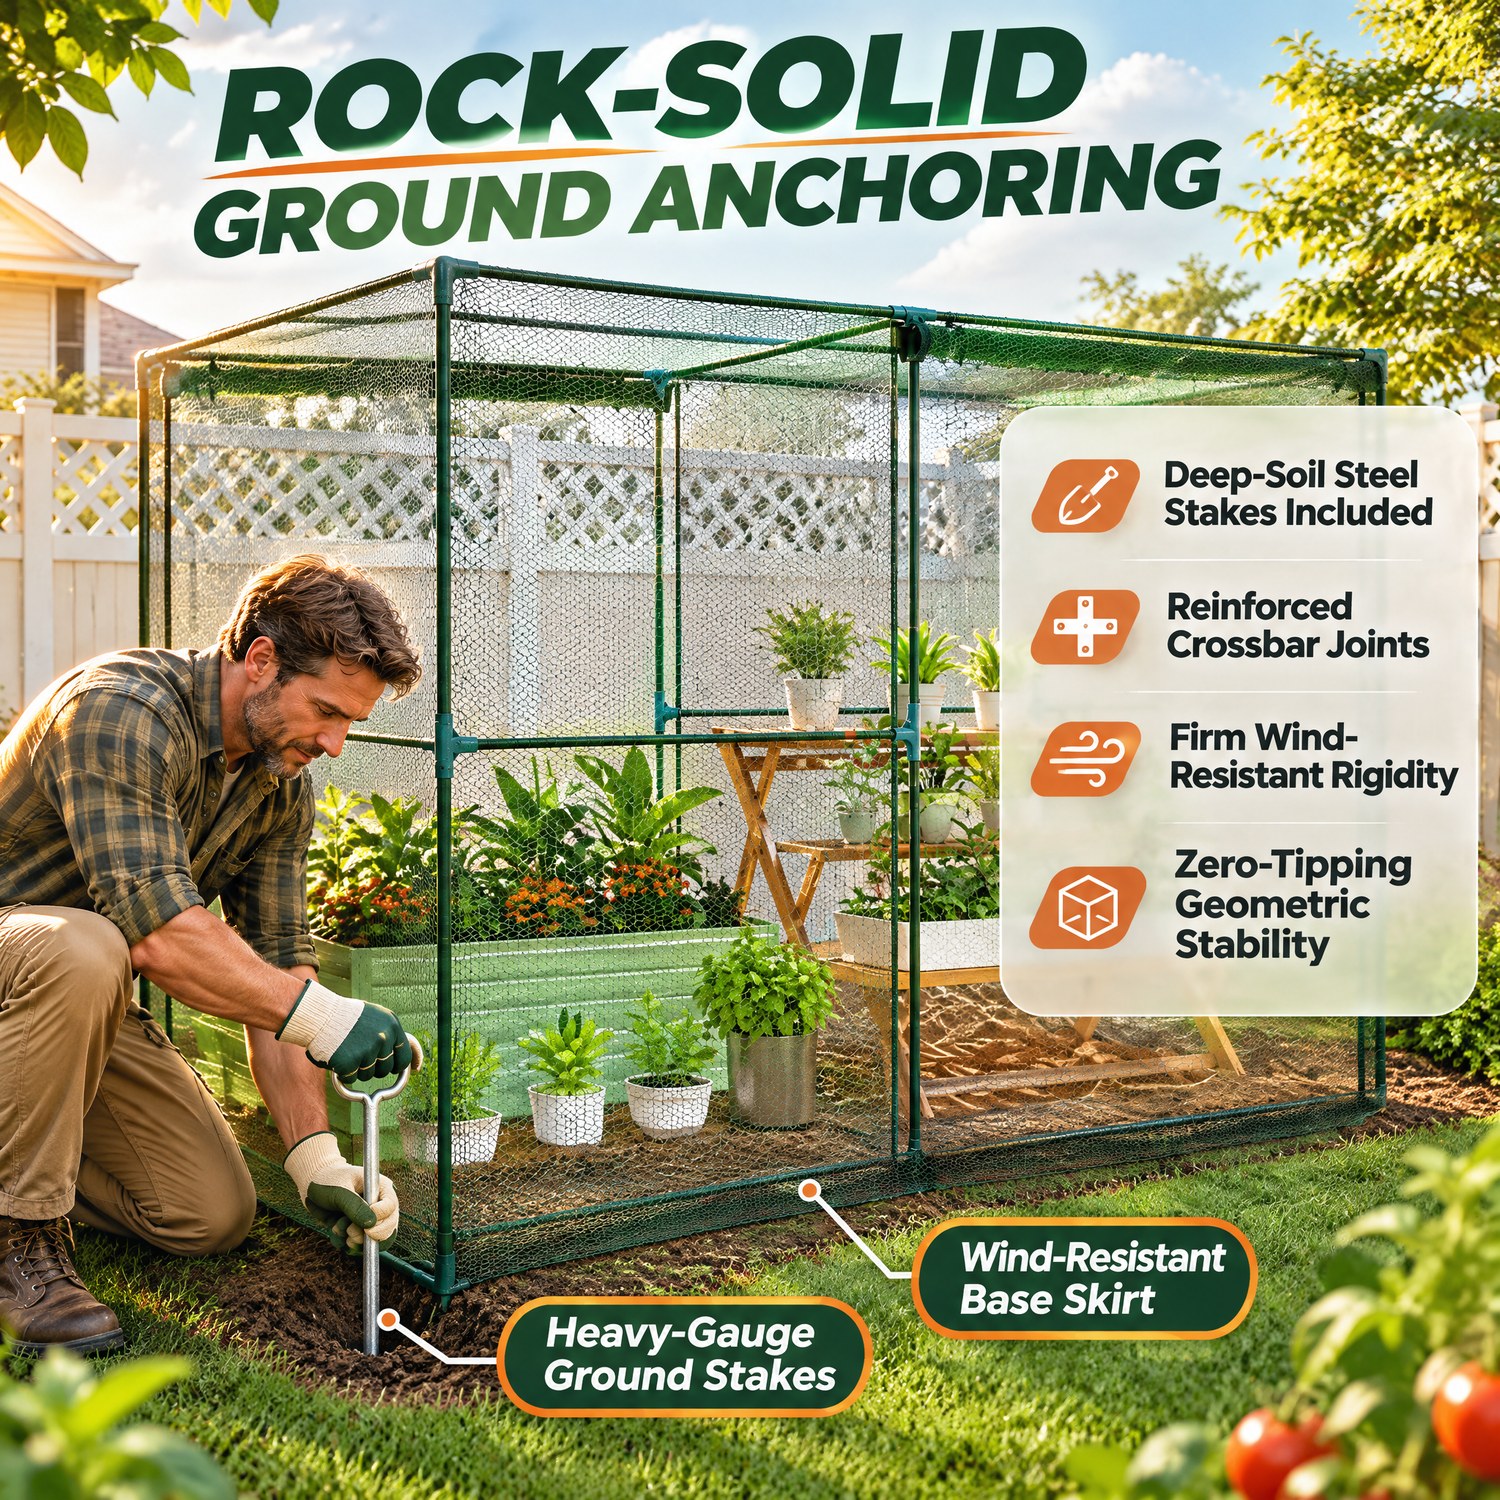 ROCK-SOLID
GROUND ANCHORING
Deep-Soil Steel
Stakes Included
Reinforced
Crossbar Joints
Firm Wind-
Resistant Rigidity
Zero-Tipping
Geometric
Stability
Wind-Resistant
Base Skirt
Heavy-Gauge
Ground Stakes